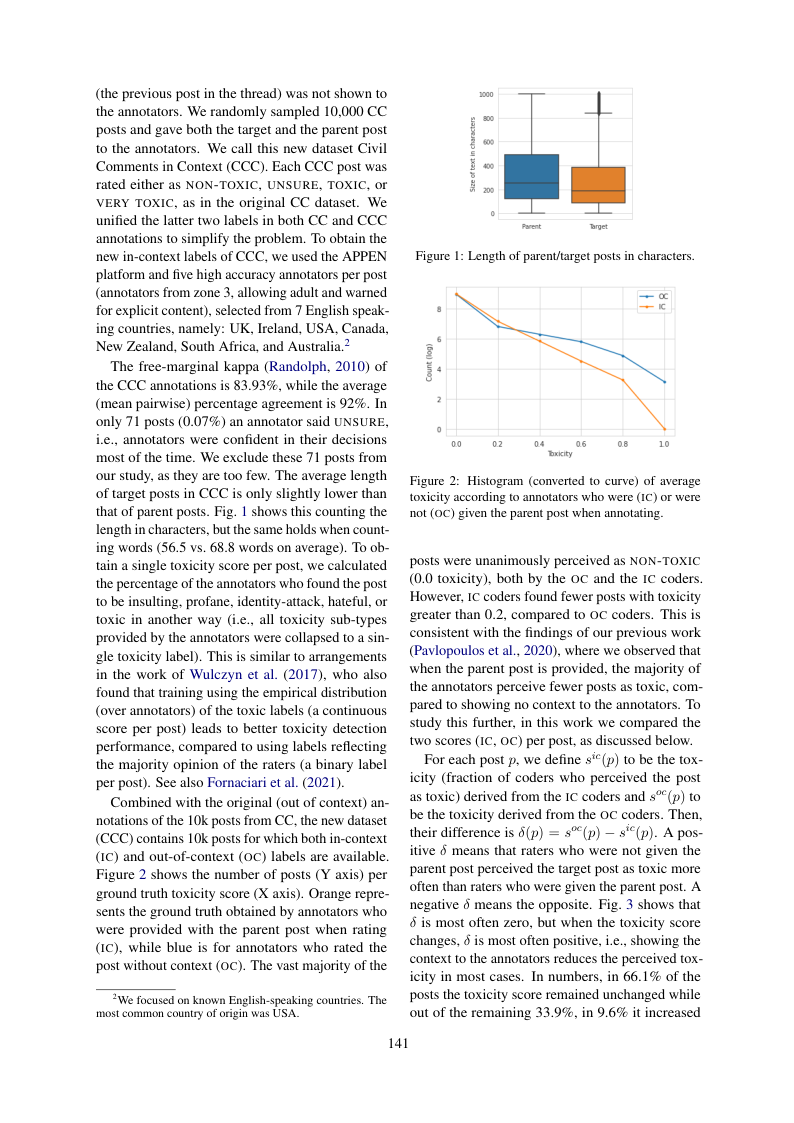 (the previous post in the thread) was not shown to
the annotators. We randomly sampled 10,000 CC
posts and gave both the target and the parent post
to the annotators. We call this new dataset Civil
Comments in Context (CCC). Each CCC post was
rated either as NON-TOXIC, UNSURE, TOXIC, or
VERY TOXIC, as in the original CC dataset. We
unified the latter two labels in both CC and CCC
annotations to simplify the problem. To obtain the
new in-context labels of CCC, we used the APPEN
platform and five high accuracy annotators per post
(annotators from zone 3, allowing adult and warned
for explicit content), selected from 7 English speak-
ing countries, namely: UK, Ireland, USA, Canada,
New Zealand, South Africa, and Australia.2
The free-marginal kappa (Randolph, 2010) of
the CCC annotations is 83.93%, while the average
(mean pairwise) percentage agreement is 92%. In
only 71 posts (0.07%) an annotator said UNSURE,
i.e., annotators were confident in their decisions
most of the time. We exclude these 71 posts from
our study, as they are too few. The average length
of target posts in CCC is only slightly lower than
that of parent posts. Fig. 1 shows this counting the
length in characters, but the same holds when count-
ing words (56.5 vs. 68.8 words on average). To ob-
tain a single toxicity score per post, we calculated
the percentage of the annotators who found the post
to be insulting, profane, identity-attack, hateful, or
toxic in another way (i.e., all toxicity sub-types
provided by the annotators were collapsed to a sin-
gle toxicity label). This is similar to arrangements
in the work of Wulczyn et al. (2017), who also
found that training using the empirical distribution
(over annotators) of the toxic labels (a continuous
score per post) leads to better toxicity detection
performance, compared to using labels reflecting
the majority opinion of the raters (a binary label
per post). See also Fornaciari et al. (2021).
Combined with the original (out of context) an-
notations of the 10k posts from CC, the new dataset
(CCC) contains 10k posts for which both in-context
(IC) and out-of-context (OC) labels are available.
Figure 2 shows the number of posts (Y axis) per
ground truth toxicity score (X axis). Orange repre-
sents the ground truth obtained by annotators who
were provided with the parent post when rating
(IC), while blue is for annotators who rated the
post without context (OC). The vast majority of the
2We focused on known English-speaking countries. The
most common country of origin was USA.
1000
800
600
400
200
0
Size of text in characters
Parent
Target
Figure 1: Length of parent/target posts in characters.
OC
IC
8
6
4
2
0
Count (log)
0.0
0.2
0.4
0.6
0.8
1.0
Toxicity
Figure 2: Histogram (converted to curve) of average
toxicity according to annotators who were (IC) or were
not (OC) given the parent post when annotating.
posts were unanimously perceived as NON-TOXIC
(0.0 toxicity), both by the OC and the IC coders.
However, IC coders found fewer posts with toxicity
greater than 0.2, compared to OC coders. This is
consistent with the findings of our previous work
(Pavlopoulos et al., 2020), where we observed that
when the parent post is provided, the majority of
the annotators perceive fewer posts as toxic, com-
pared to showing no context to the annotators. To
study this further, in this work we compared the
two scores (IC, OC) per post, as discussed below.
For each post p, we define s^ic(p) to be the tox-
icity (fraction of coders who perceived the post
as toxic) derived from the IC coders and s^oc(p) to
be the toxicity derived from the OC coders. Then,
their difference is δ(p) = s^oc(p) − s^ic(p). A pos-
itive δ means that raters who were not given the
parent post perceived the target post as toxic more
often than raters who were given the parent post. A
negative δ means the opposite. Fig. 3 shows that
δ is most often zero, but when the toxicity score
changes, δ is most often positive, i.e., showing the
context to the annotators reduces the perceived tox-
icity in most cases. In numbers, in 66.1% of the
posts the toxicity score remained unchanged while
out of the remaining 33.9%, in 9.6% it increased
141